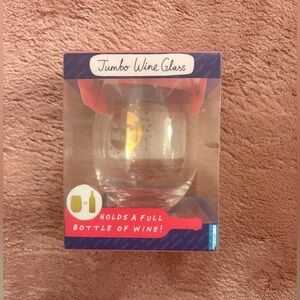 Jumbo Wine Glass
HOLDS A FULL
BOTTLE OF WINE!